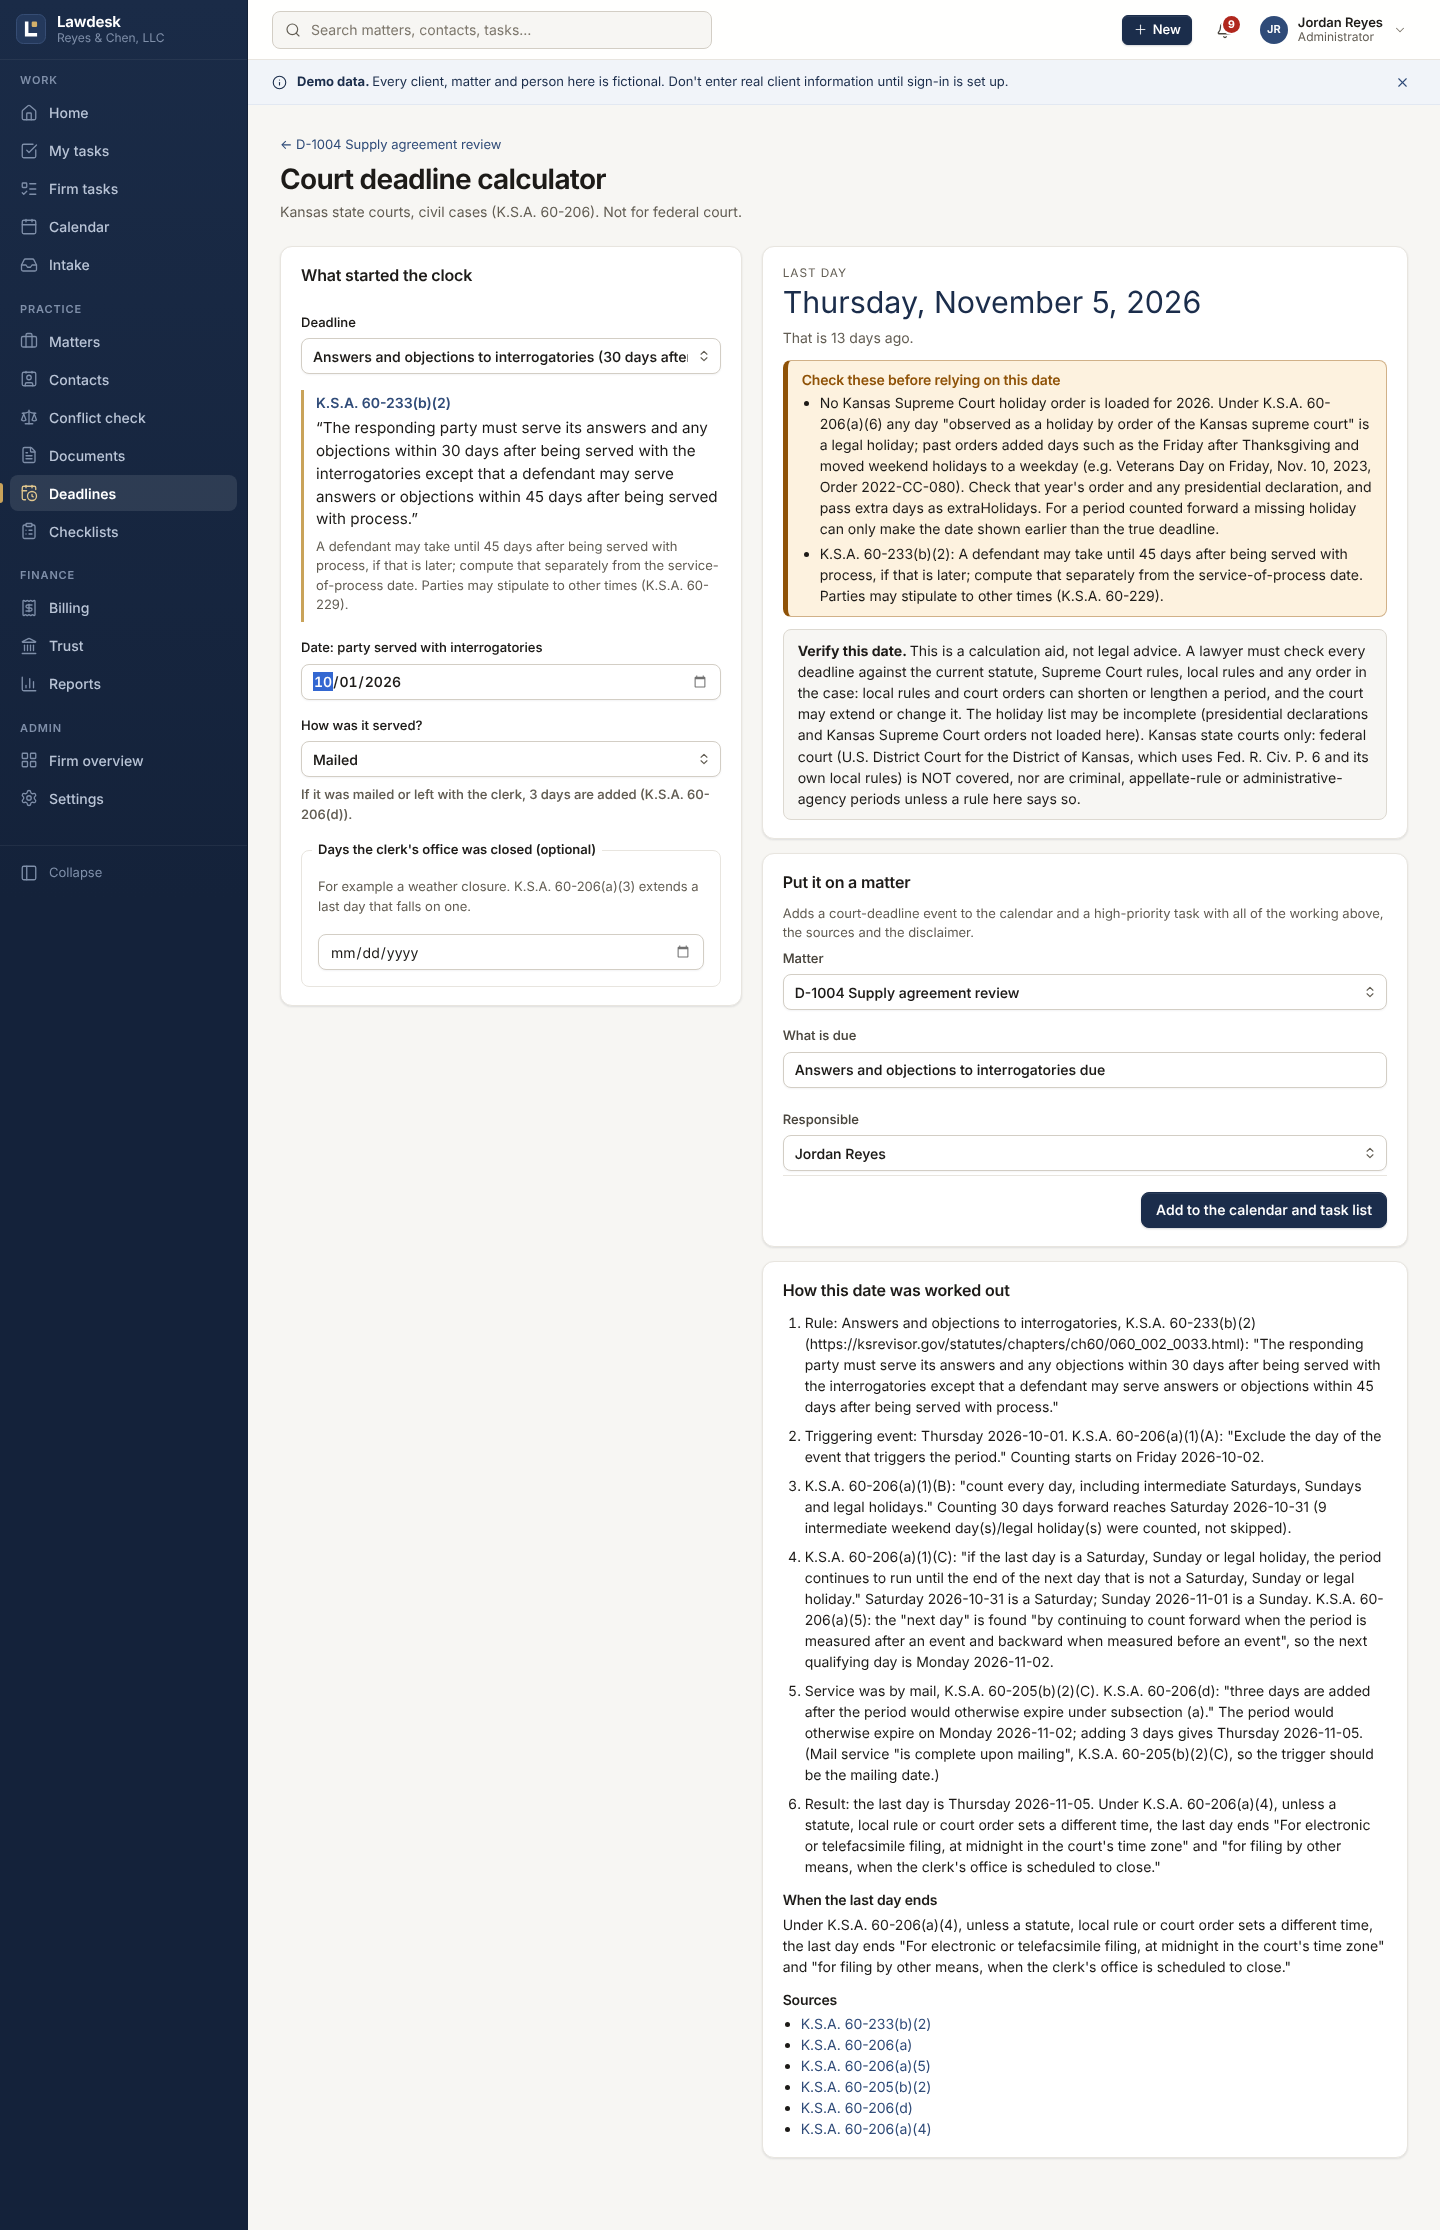 Lawdesk
Reyes & Chen, LLC
WORK
Home
My tasks
Firm tasks
Calendar
Intake
PRACTICE
Matters
Contacts
Conflict check
Documents
Deadlines
Checklists
FINANCE
Billing
Trust
Reports
ADMIN
Firm overview
Settings
Collapse
Search matters, contacts, tasks...
+ New
9
JR
Jordan Reyes
Administrator
Demo data. Every client, matter and person here is fictional. Don't enter real client information until sign-in is set up.
← D-1004 Supply agreement review
Court deadline calculator
Kansas state courts, civil cases (K.S.A. 60-206). Not for federal court.
What started the clock
Deadline
Answers and objections to interrogatories (30 days after
K.S.A. 60-233(b)(2)
“The responding party must serve its answers and any
objections within 30 days after being served with the
interrogatories except that a defendant may serve
answers or objections within 45 days after being served
with process.”
A defendant may take until 45 days after being served with
process, if that is later; compute that separately from the service-
of-process date. Parties may stipulate to other times (K.S.A. 60-
229).
Date: party served with interrogatories
10/01/2026
How was it served?
Mailed
If it was mailed or left with the clerk, 3 days are added (K.S.A. 60-
206(d)).
Days the clerk's office was closed (optional)
For example a weather closure. K.S.A. 60-206(a)(3) extends a
last day that falls on one.
mm/dd/yyyy
LAST DAY
Thursday, November 5, 2026
That is 13 days ago.
Check these before relying on this date
• No Kansas Supreme Court holiday order is loaded for 2026. Under K.S.A. 60-
206(a)(6) any day "observed as a holiday by order of the Kansas supreme court" is
a legal holiday; past orders added days such as the Friday after Thanksgiving and
moved weekend holidays to a weekday (e.g. Veterans Day on Friday, Nov. 10, 2023,
Order 2022-CC-080). Check that year's order and any presidential declaration, and
pass extra days as extraHolidays. For a period counted forward a missing holiday
can only make the date shown earlier than the true deadline.
• K.S.A. 60-233(b)(2): A defendant may take until 45 days after being served with
process, if that is later; compute that separately from the service-of-process date.
Parties may stipulate to other times (K.S.A. 60-229).
Verify this date. This is a calculation aid, not legal advice. A lawyer must check every
deadline against the current statute, Supreme Court rules, local rules and any order in
the case: local rules and court orders can shorten or lengthen a period, and the court
may extend or change it. The holiday list may be incomplete (presidential declarations
and Kansas Supreme Court orders not loaded here). Kansas state courts only: federal
court (U.S. District Court for the District of Kansas, which uses Fed. R. Civ. P. 6 and its
own local rules) is NOT covered, nor are criminal, appellate-rule or administrative-
agency periods unless a rule here says so.
Put it on a matter
Adds a court-deadline event to the calendar and a high-priority task with all of the working above,
the sources and the disclaimer.
Matter
D-1004 Supply agreement review
What is due
Answers and objections to interrogatories due
Responsible
Jordan Reyes
Add to the calendar and task list
How this date was worked out
1. Rule: Answers and objections to interrogatories, K.S.A. 60-233(b)(2)
(https://ksrevisor.gov/statutes/chapters/ch60/060_002_0033.html): "The responding
party must serve its answers and any objections within 30 days after being served with
the interrogatories except that a defendant may serve answers or objections within 45
days after being served with process."
2. Triggering event: Thursday 2026-10-01. K.S.A. 60-206(a)(1)(A): "Exclude the day of the
event that triggers the period." Counting starts on Friday 2026-10-02.
3. K.S.A. 60-206(a)(1)(B): "count every day, including intermediate Saturdays, Sundays
and legal holidays." Counting 30 days forward reaches Saturday 2026-10-31 (9
intermediate weekend day(s)/legal holiday(s) were counted, not skipped).
4. K.S.A. 60-206(a)(1)(C): "if the last day is a Saturday, Sunday or legal holiday, the period
continues to run until the end of the next day that is not a Saturday, Sunday or legal
holiday." Saturday 2026-10-31 is a Saturday; Sunday 2026-11-01 is a Sunday. K.S.A. 60-
206(a)(5): the "next day" is found "by continuing to count forward when the period is
measured after an event and backward when measured before an event", so the next
qualifying day is Monday 2026-11-02.
5. Service was by mail, K.S.A. 60-205(b)(2)(C). K.S.A. 60-206(d): "three days are added
after the period would otherwise expire under subsection (a)." The period would
otherwise expire on Monday 2026-11-02; adding 3 days gives Thursday 2026-11-05.
(Mail service "is complete upon mailing", K.S.A. 60-205(b)(2)(C), so the trigger should
be the mailing date.)
6. Result: the last day is Thursday 2026-11-05. Under K.S.A. 60-206(a)(4), unless a
statute, local rule or court order sets a different time, the last day ends "For electronic
or telefacsimile filing, at midnight in the court's time zone" and "for filing by other
means, when the clerk's office is scheduled to close."
When the last day ends
Under K.S.A. 60-206(a)(4), unless a statute, local rule or court order sets a different time,
the last day ends "For electronic or telefacsimile filing, at midnight in the court's time zone"
and "for filing by other means, when the clerk's office is scheduled to close."
Sources
• K.S.A. 60-233(b)(2)
• K.S.A. 60-206(a)
• K.S.A. 60-206(a)(5)
• K.S.A. 60-205(b)(2)
• K.S.A. 60-206(d)
• K.S.A. 60-206(a)(4)